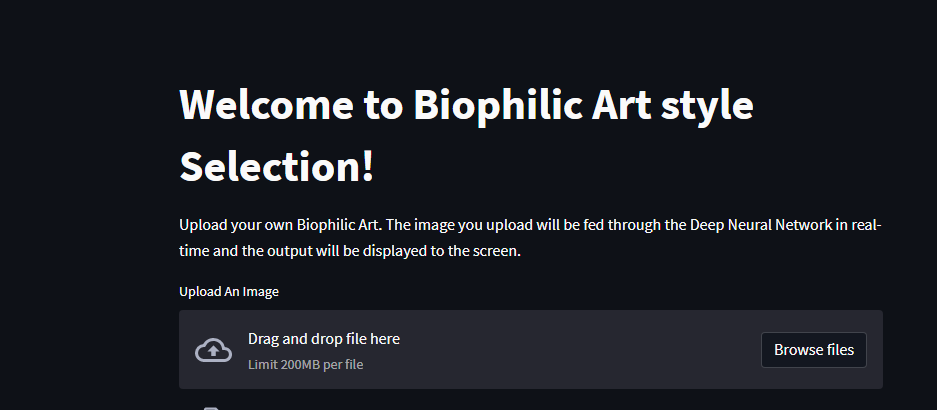 Welcome to Biophilic Art style
Selection!
Upload your own Biophilic Art. The image you upload will be fed through the Deep Neural Network in real-
time and the output will be displayed to the screen.
Upload An Image
Drag and drop file here
Limit 200MB per file
Browse files